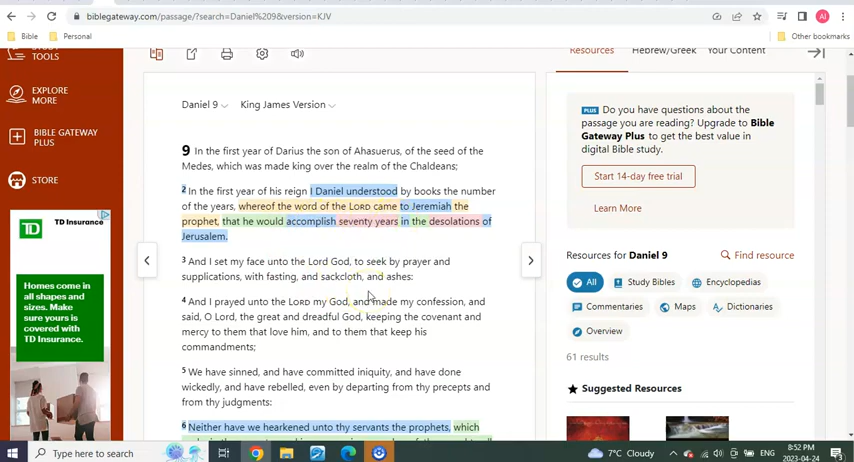 biblegateway.com/passage/?search=Daniel%209&version=KJV
AI
Bible
Personal
Other bookmarks
STUDY
TOOLS
EXPLORE
MORE
BIBLE GATEWAY
PLUS
STORE
TD
TD Insurance
Homes come in
all shapes and
sizes. Make
sure yours is
covered with
TD Insurance.
Daniel 9
King James Version
9 In the first year of Darius the son of Ahasuerus, of the seed of the
Medes, which was made king over the realm of the Chaldeans;
2 In the first year of his reign I Daniel understood by books the number
of the years, whereof the word of the LORD came to Jeremiah the
prophet, that he would accomplish seventy years in the desolations of
Jerusalem.
3 And I set my face unto the Lord God, to seek by prayer and
supplications, with fasting, and sackcloth, and ashes:
4 And I prayed unto the LORD my God, and made my confession, and
said, O Lord, the great and dreadful God, keeping the covenant and
mercy to them that love him, and to them that keep his
commandments;
5 We have sinned, and have committed iniquity, and have done
wickedly, and have rebelled, even by departing from thy precepts and
from thy judgments:
6 Neither have we hearkened unto thy servants the prophets, which
Resources
Hebrew/Greek
Your Content
PLUS Do you have questions about the
passage you are reading? Upgrade to Bible
Gateway Plus to get the best value in
digital Bible study.
Start 14-day free trial
Learn More
Resources for Daniel 9
Find resource
All
Study Bibles
Encyclopedias
Commentaries
Maps
Dictionaries
Overview
61 results
Suggested Resources
Type here to search
7°C Cloudy
ENG
8:52 PM
2023-04-24
3